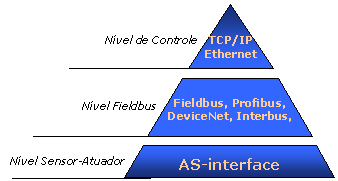 Nível de Controle
TCP/IP
Ethernet
Nível Fieldbus
Fieldbus, Profibus,
DeviceNet, Interbus,
Nível Sensor-Atuador
AS-interface